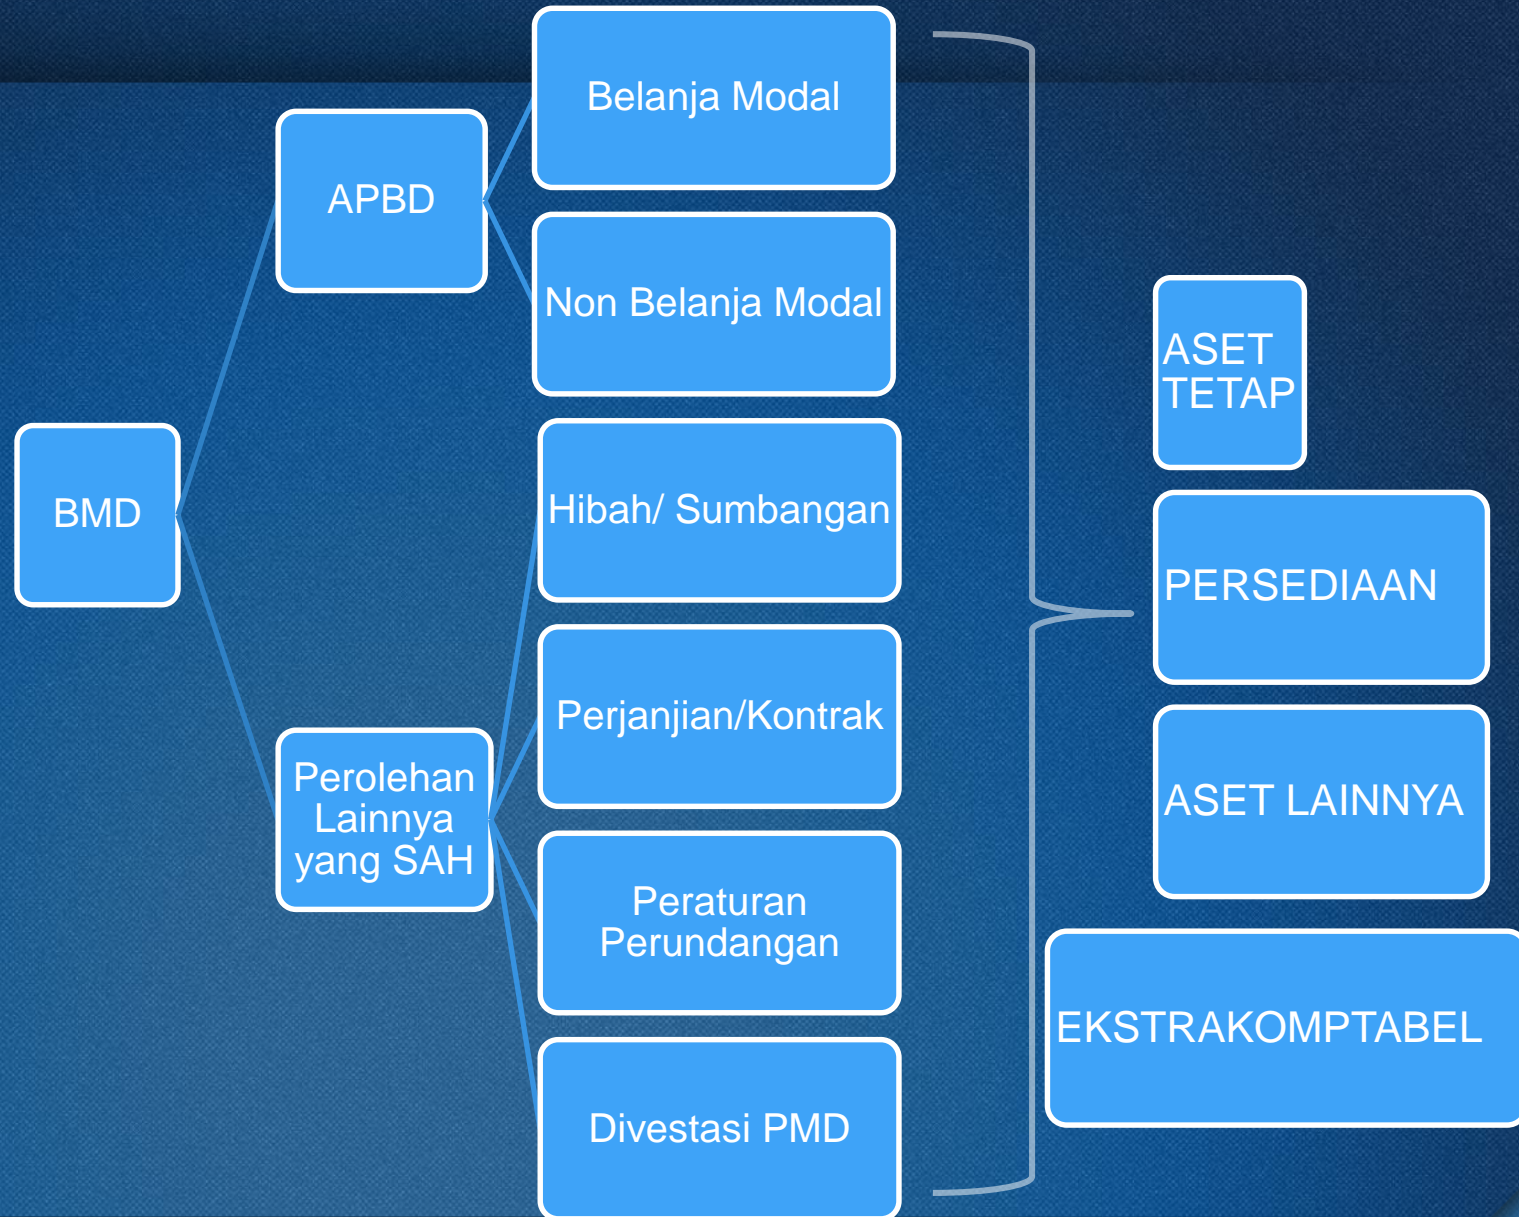 BMD
APBD
Belanja Modal
Non Belanja Modal
Perolehan
Lainnya
yang SAH
Hibah/ Sumbangan
Perjanjian/Kontrak
Peraturan
Perundangan
Divestasi PMD
ASET
TETAP
PERSEDIAAN
ASET LAINNYA
EKSTRAKOMPTABEL